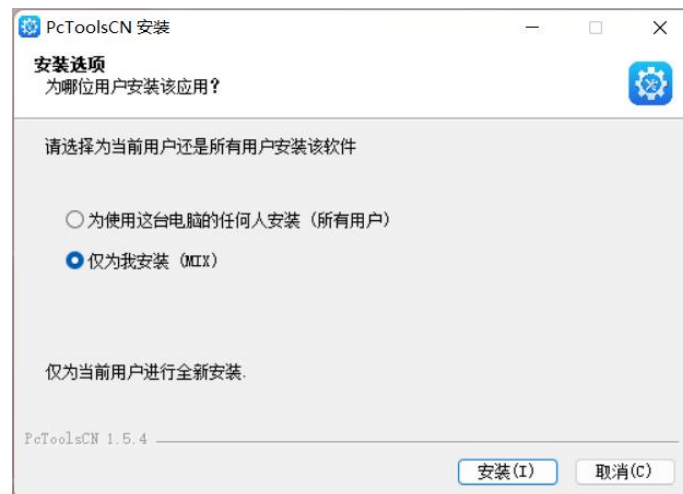 PcToolsCN 安装
安装选项
为哪位用户安装该应用？
请选择为当前用户还是所有用户安装该软件
为使用这台电脑的任何人安装（所有用户）
仅为我安装（MIX）
仅为当前用户进行全新安装.
PcToolsCN 1.5.4
安装(I)
取消(C)